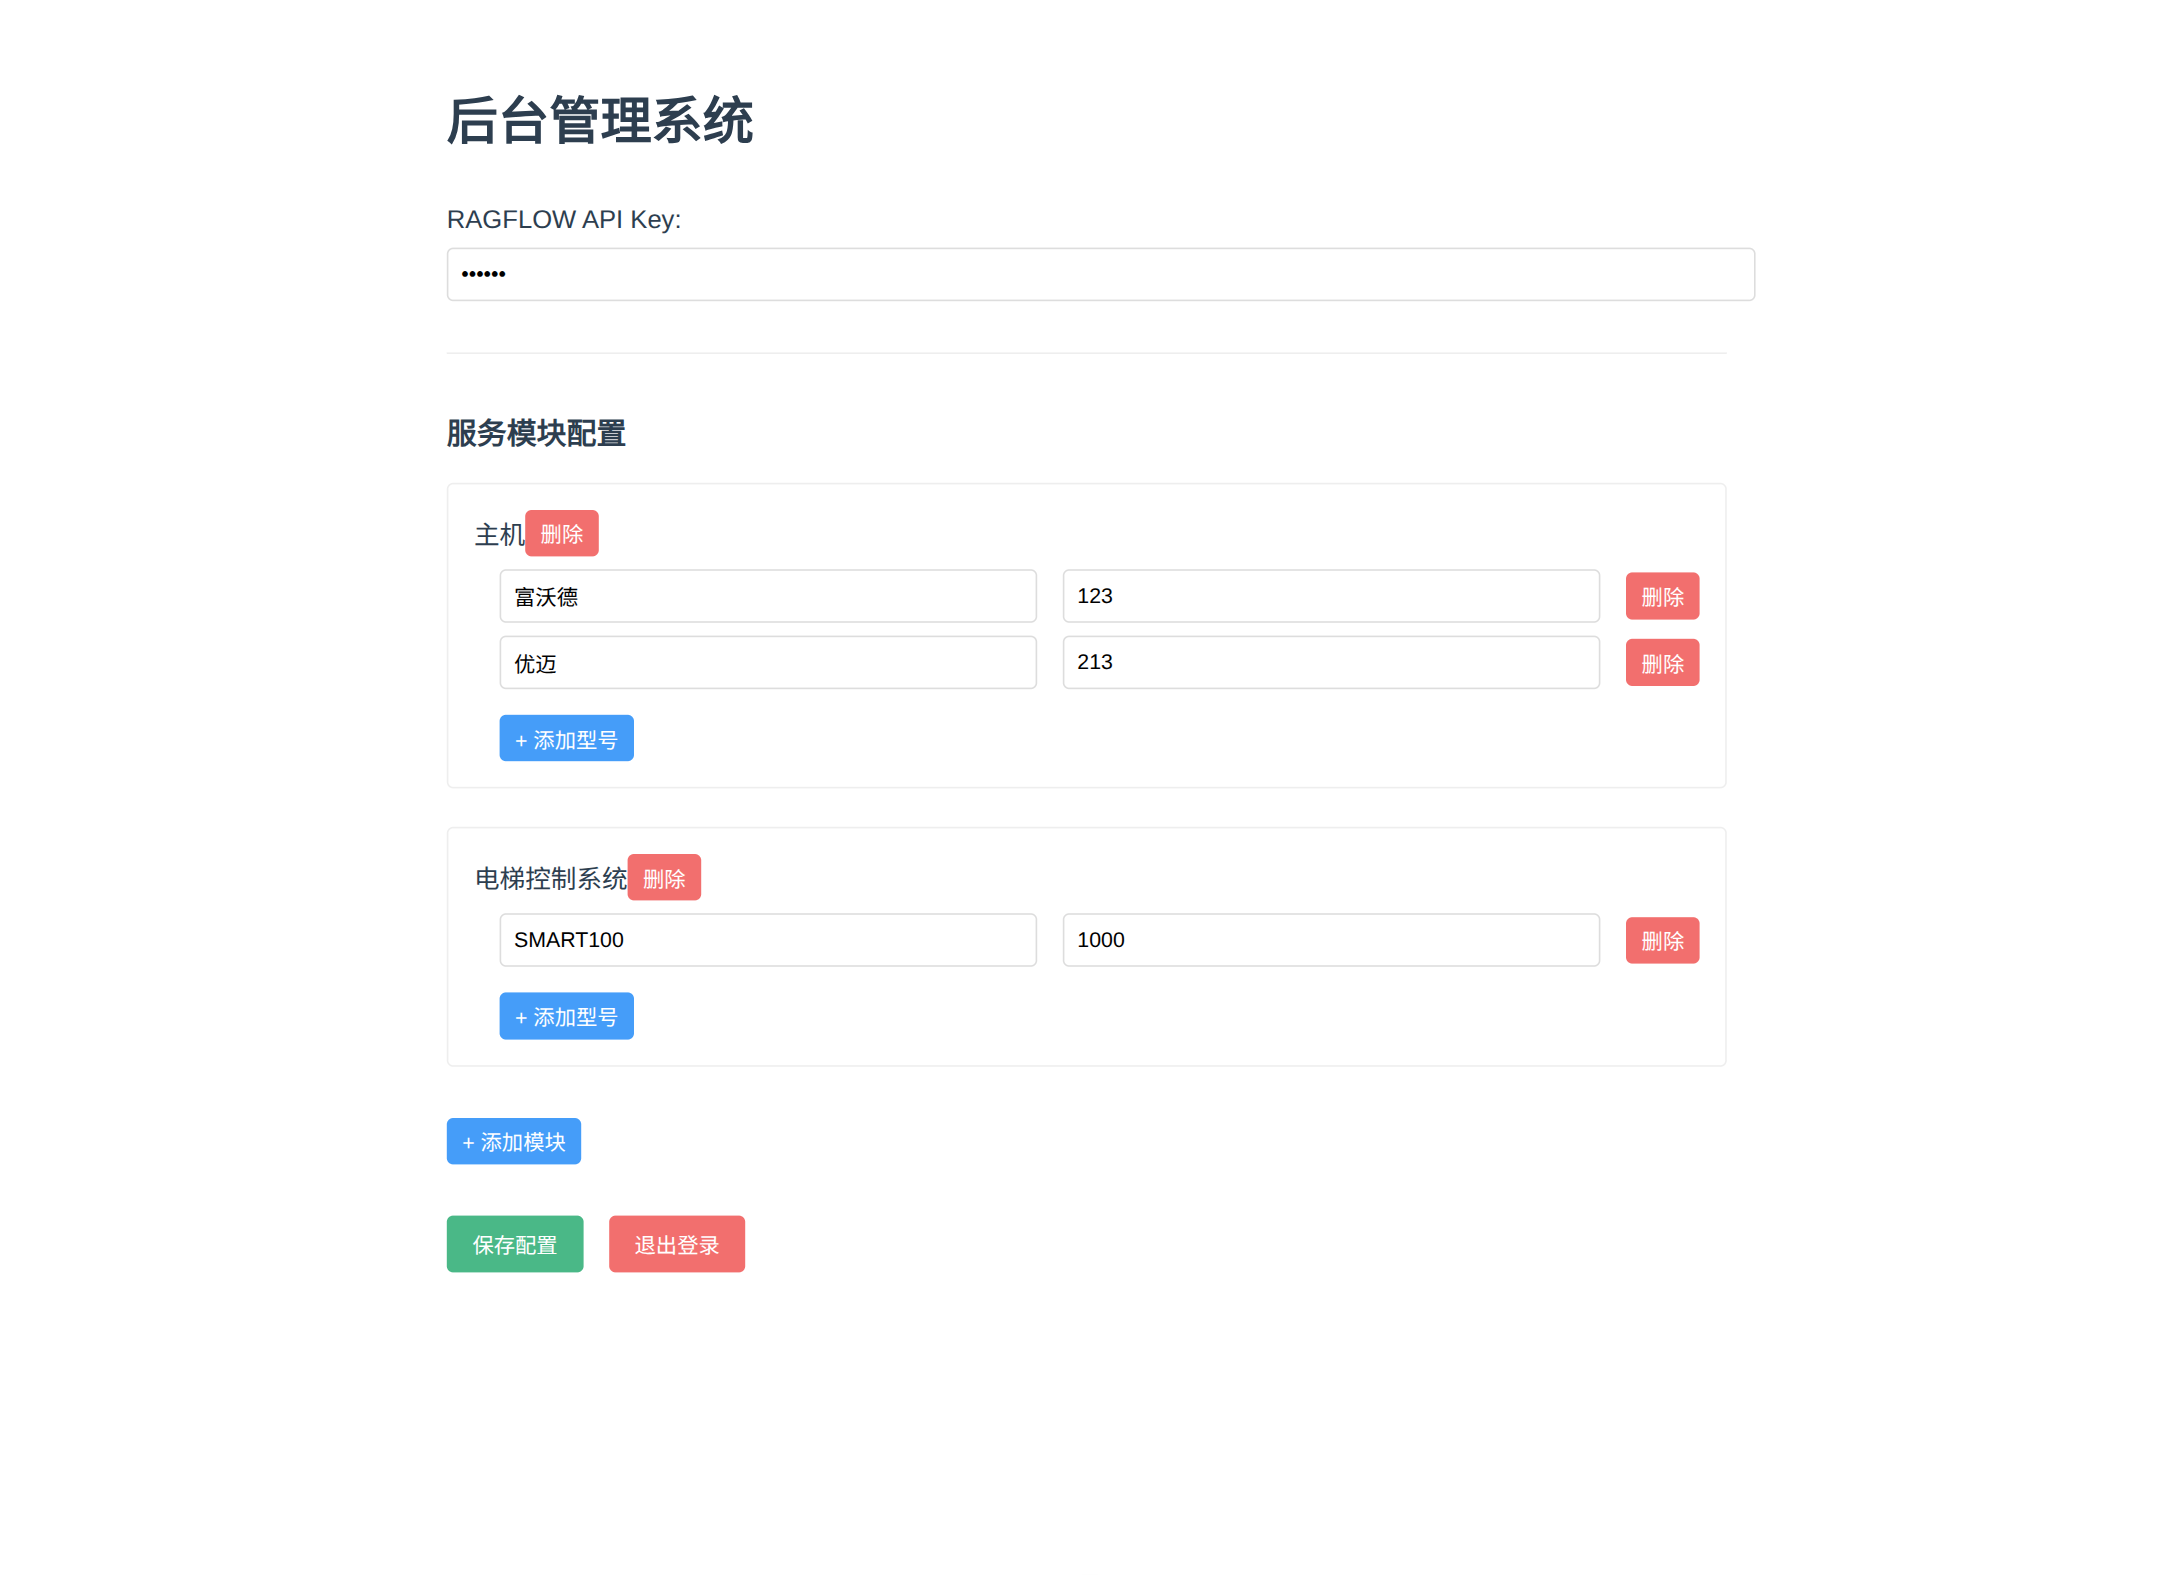 后台管理系统
RAGFLOW API Key:
••••••
服务模块配置
主机 删除
富沃德 123 删除
优迈 213 删除
+ 添加型号
电梯控制系统 删除
SMART100 1000 删除
+ 添加型号
+ 添加模块
保存配置 退出登录